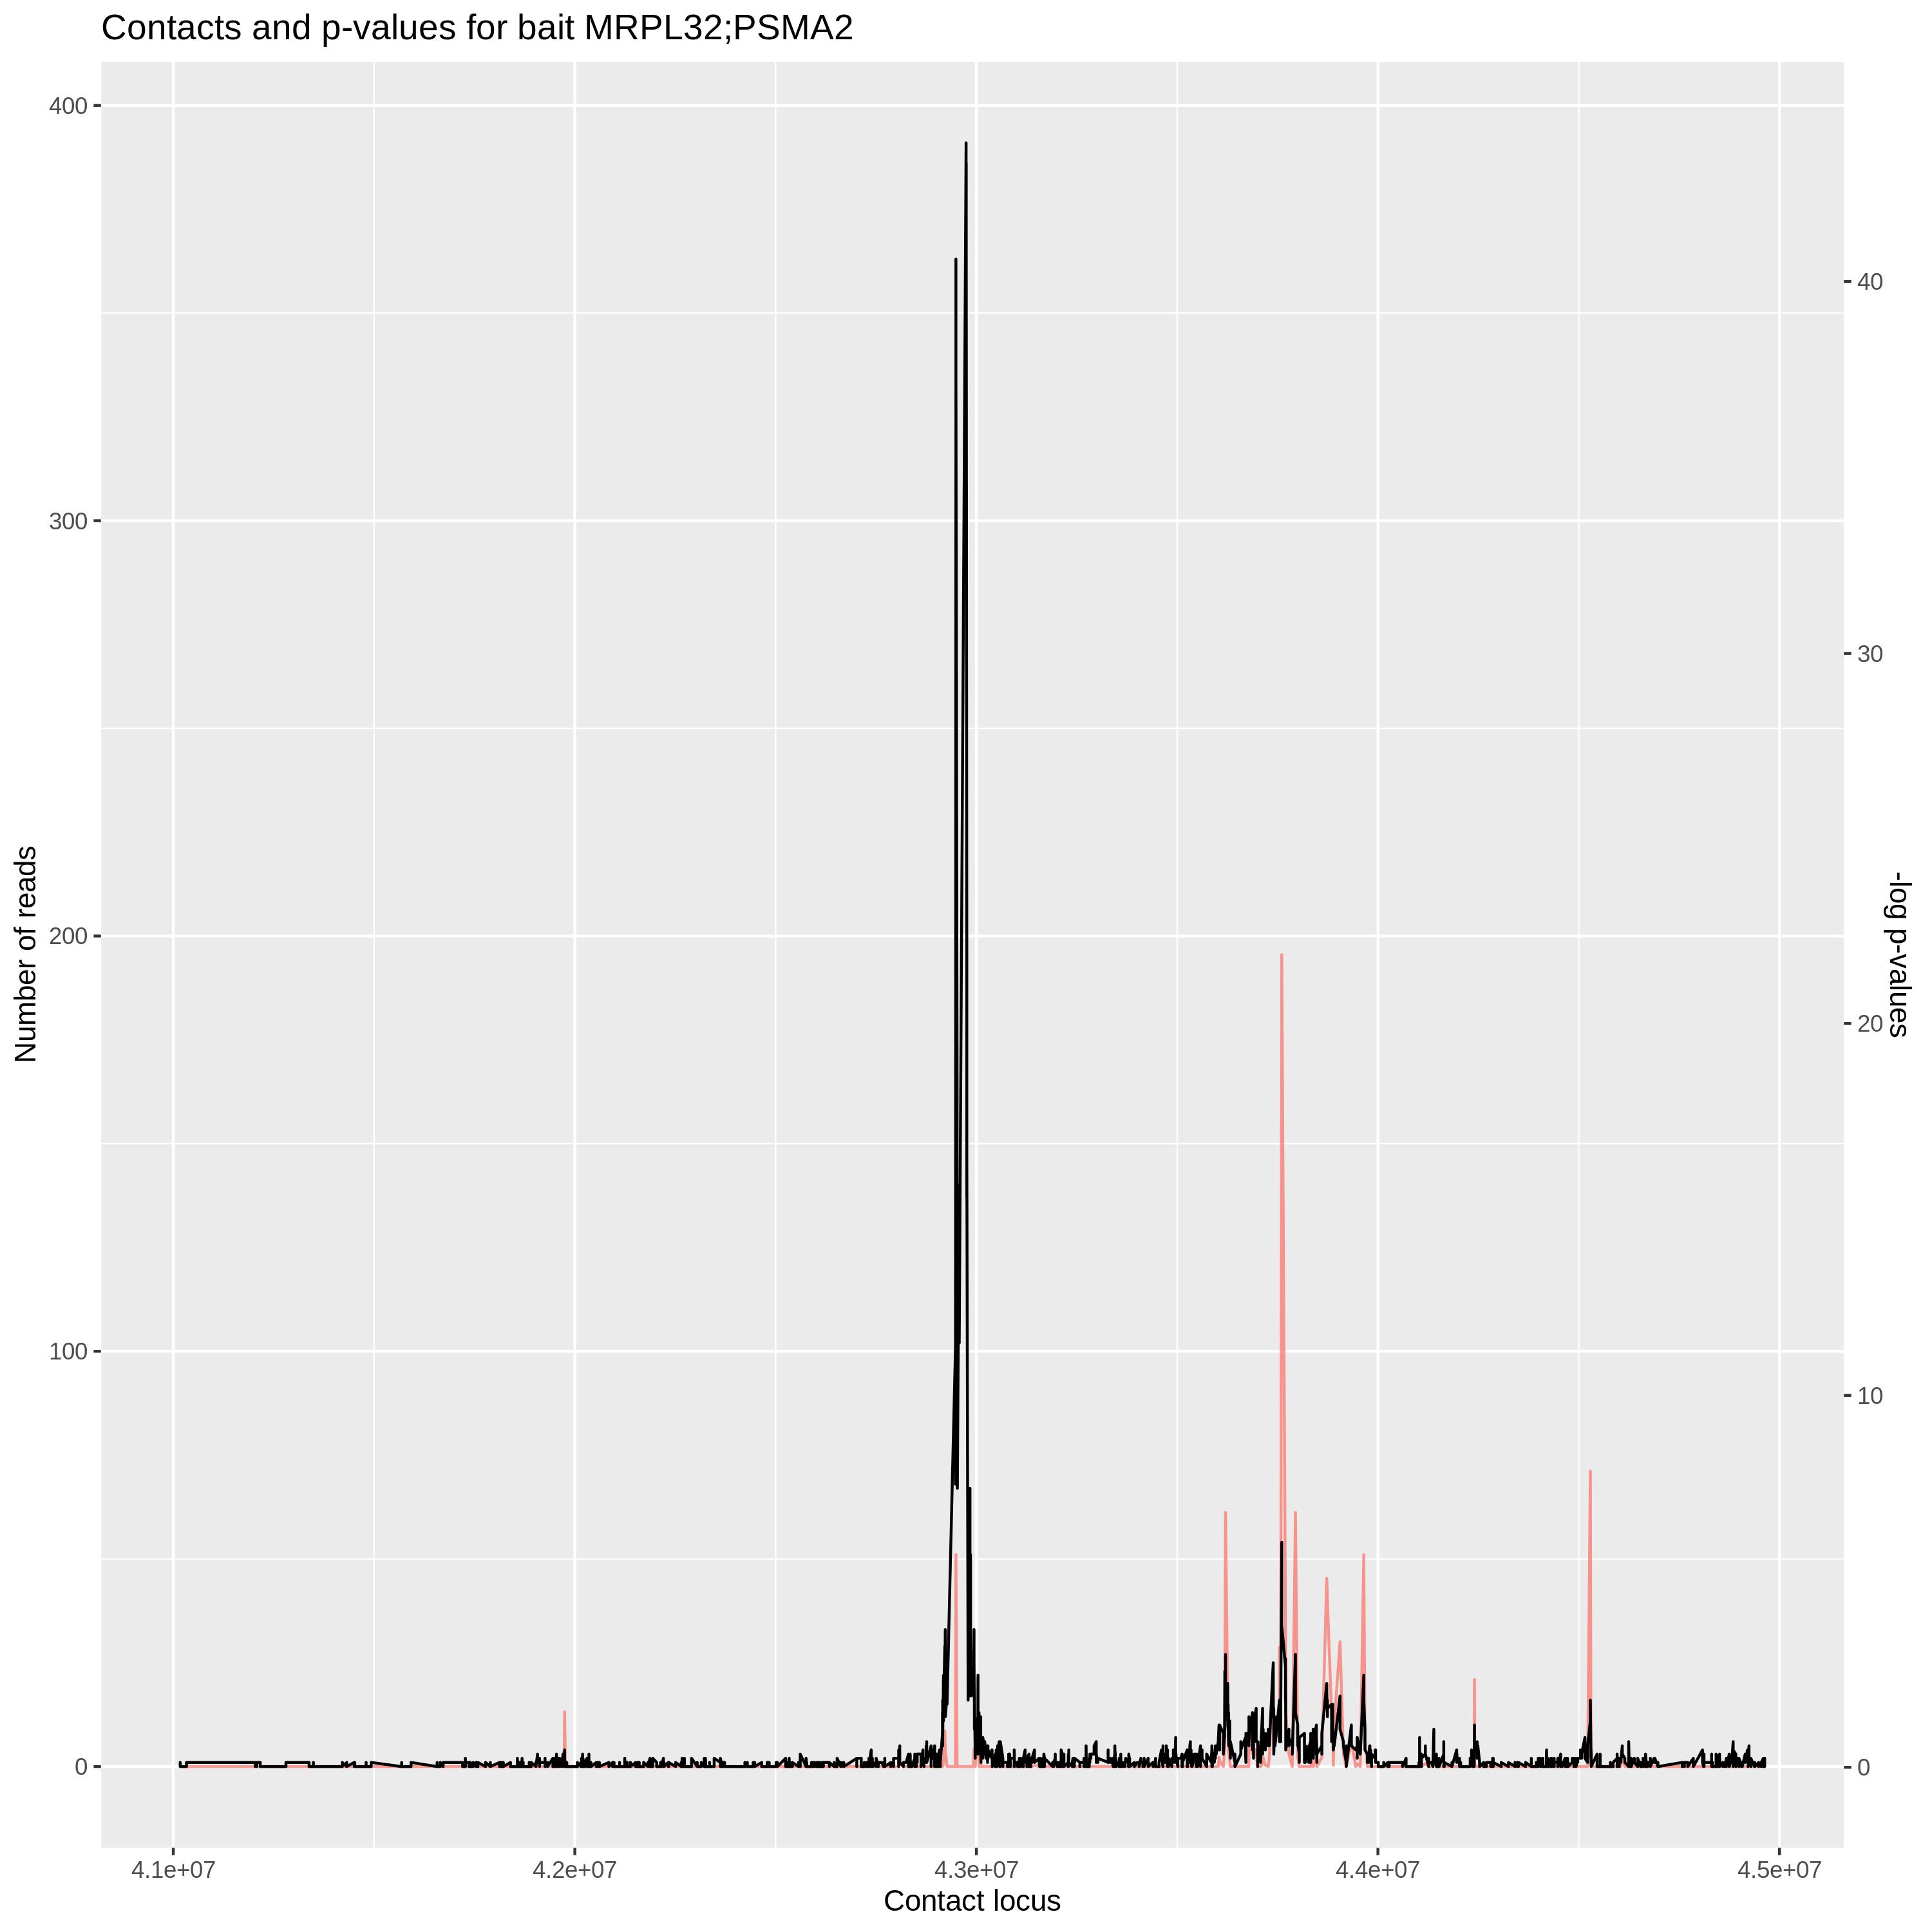 Contacts and p-values for bait MRPL32;PSMA2
400
300
200
100
0
Number of reads
40
30
20
10
0
-log p-values
4.1e+07 4.2e+07 4.3e+07 4.4e+07 4.5e+07
Contact locus